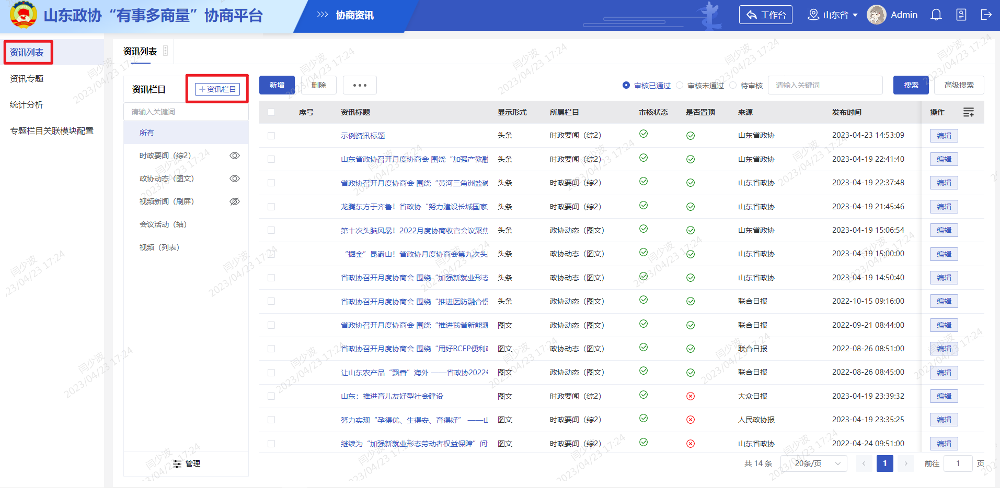 山东政协“有事多商量”协商平台
>>> 协商资讯
工作台
山东省
Admin
资讯列表
资讯专题
统计分析
专题栏目关联模块配置
资讯列表
资讯栏目
+资讯栏目
请输入关键词
所有
时政要闻（综2）
政协动态（图文）
视频新闻（刷屏）
会议活动（轴）
视频（列表）
管理
新增 删除 •••
审核已通过 审核未通过 待审核 请输入关键词 搜索 高级搜索
序号 资讯标题 显示形式 所属栏目 审核状态 是否置顶 来源 发布时间 操作
示例资讯标题 头条 时政要闻（综2） 山东省政协 2023-04-23 14:53:09 编辑
山东省政协召开月度协商会 围绕“加强产教融 头条 时政要闻（综2） 山东省政协 2023-04-19 22:41:40 编辑
省政协召开月度协商会 围绕“黄河三角洲盐碱 头条 时政要闻（综2） 山东省政协 2023-04-19 22:37:48 编辑
龙腾东方于齐鲁！省政协“努力建设长城国家 头条 时政要闻（综2） 山东省政协 2023-04-19 21:45:46 编辑
第十次头脑风暴！2022月度协商收官会议聚焦 头条 政协动态（图文） 山东省政协 2023-04-19 15:06:54 编辑
“掘金”昆嵛山！省政协月度协商会第九次头 头条 政协动态（图文） 山东省政协 2023-04-19 15:00:00 编辑
省政协召开月度协商会 围绕“加强新就业形态 头条 政协动态（图文） 山东省政协 2023-04-19 14:50:40 编辑
省政协召开月度协商会 围绕“推进医防融合慢 头条 政协动态（图文） 联合日报 2022-10-15 09:16:00 编辑
省政协召开月度协商会 围绕“推进我省新能源 图文 政协动态（图文） 联合日报 2022-09-21 08:44:00 编辑
省政协召开月度协商会 围绕“用好RCEP便利政 图文 政协动态（图文） 联合日报 2022-08-26 08:51:00 编辑
让山东农产品“飘香”海外 ——省政协2022年 图文 政协动态（图文） 联合日报 2022-08-26 08:45:00 编辑
山东：推进育儿友好型社会建设 图文 时政要闻（综2） 大众日报 2023-04-19 23:39:32 编辑
努力实现“孕得优、生得安、育得好” ——山 图文 时政要闻（综2） 人民政协报 2023-04-19 23:35:25 编辑
继续为“加强新就业形态劳动者权益保障”问 图文 时政要闻（综2） 山东省政协 2022-04-24 09:51:00 编辑
共 14 条 20条/页 < 1 > 前往 1 页
闫少波
2023/04/23 17:24